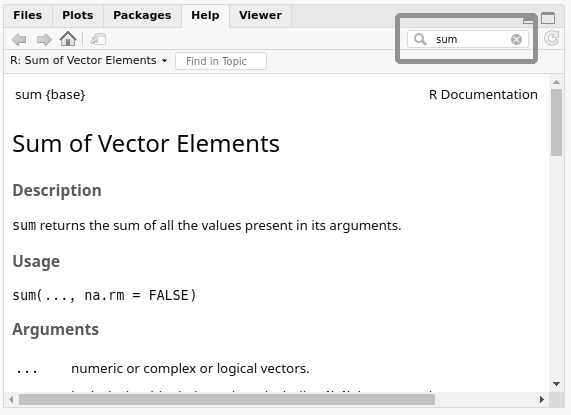 Files Plots Packages Help Viewer
sum
R: Sum of Vector Elements Find in Topic
sum {base} R Documentation
Sum of Vector Elements
Description
sum returns the sum of all the values present in its arguments.
Usage
sum(..., na.rm = FALSE)
Arguments
... numeric or complex or logical vectors.